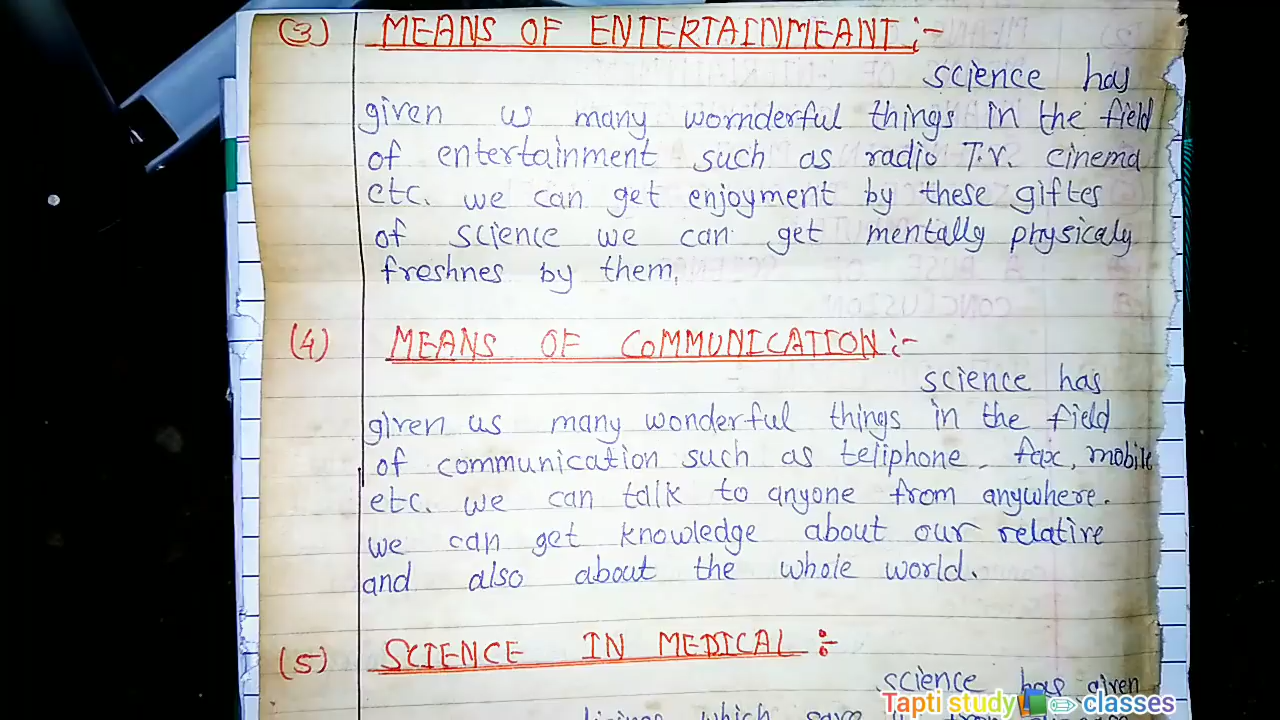 (3) MEANS OF ENTERTAINMEANT :-
science has
given us many wornderful things in the field
of entertainment such as radio T.V. cinema
etc. we can get enjoyment by these giftes
of science we can get mentally physicaly
freshnes by them.
(4) MEANS OF COMMUNICATION :-
science has
given us many wonderful things in the field
of communication such as teliphone, fax, mobile
etc. we can talk to anyone from anywhere.
we can get knowledge about our relative
and also about the whole world.
(5) SCIENCE IN MEDICAL :-
science has given
which save
Tapti study classes